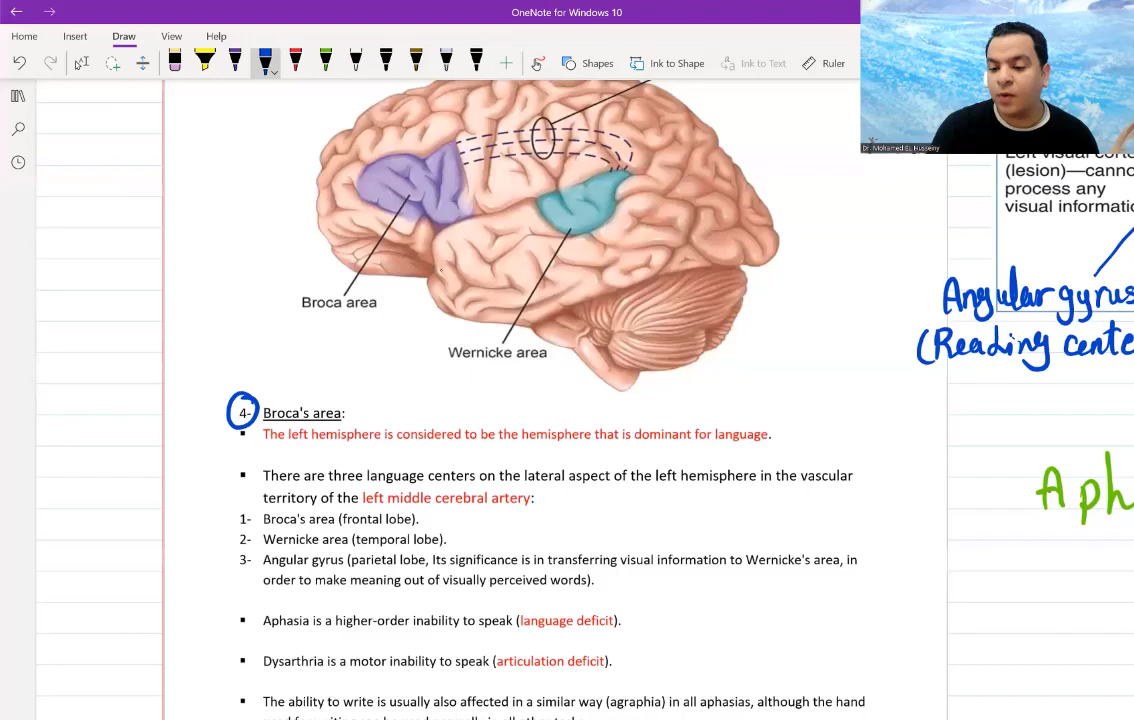 OneNote for Windows 10
Home Insert Draw View Help
Shapes Ink to Shape Ink to Text Ruler
Dr. Mohamed EL Husseiny
(lesion)—canno
process any
visual informati
Broca area
Wernicke area
Angular gyrus
(Reading cente
4- Broca's area:
▪ The left hemisphere is considered to be the hemisphere that is dominant for language.
▪ There are three language centers on the lateral aspect of the left hemisphere in the vascular
territory of the left middle cerebral artery:
1- Broca's area (frontal lobe).
2- Wernicke area (temporal lobe).
3- Angular gyrus (parietal lobe, Its significance is in transferring visual information to Wernicke's area, in
order to make meaning out of visually perceived words).
Aph
▪ Aphasia is a higher-order inability to speak (language deficit).
▪ Dysarthria is a motor inability to speak (articulation deficit).
▪ The ability to write is usually also affected in a similar way (agraphia) in all aphasias, although the hand